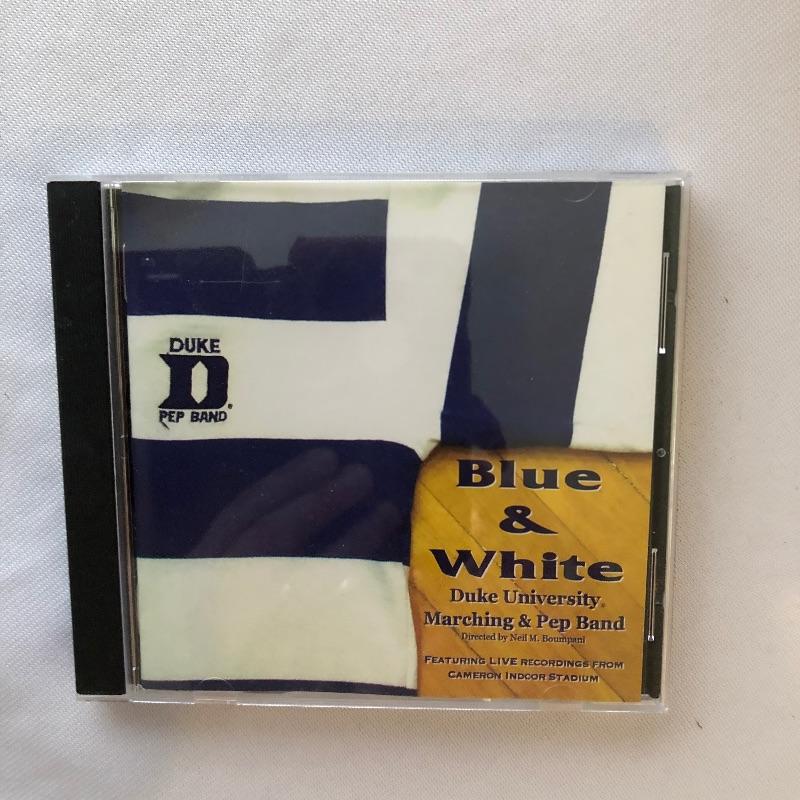 DUKE
D
PEP BAND®
Blue
&
White
Duke University®
Marching & Pep Band
Directed by Neil M. Boumpani
FEATURING LIVE RECORDINGS FROM
CAMERON INDOOR STADIUM